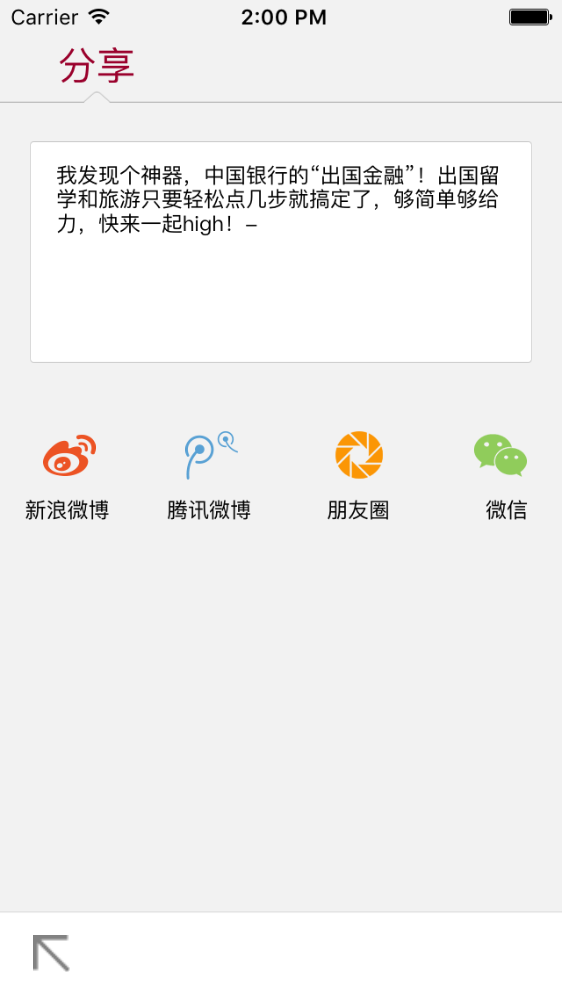 Carrier 2:00 PM
分享
我发现个神器，中国银行的“出国金融”！出国留
学和旅游只要轻松点几步就搞定了，够简单够给
力，快来一起high！–
新浪微博 腾讯微博 朋友圈 微信